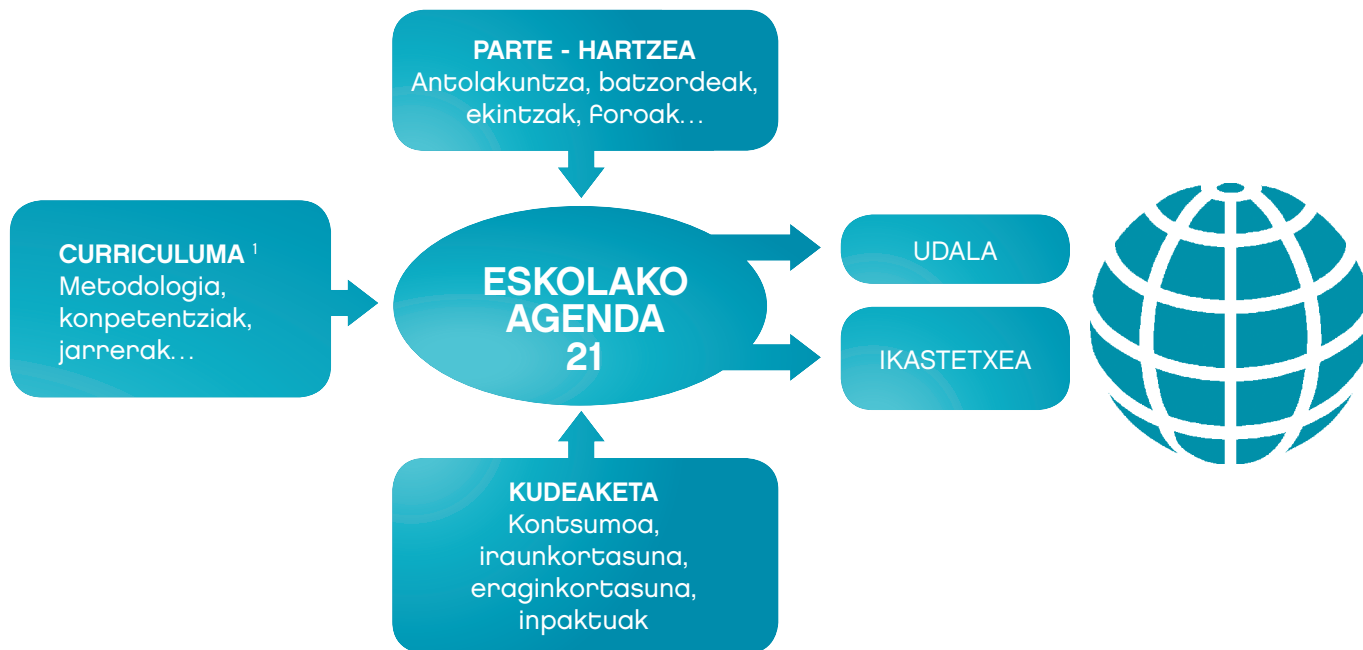 PARTE - HARTZEA
Antolakuntza, batzordeak,
ekintzak, foroak...
CURRICULUMA 1
Metodologia,
konpetentziak,
jarrerak...
ESKOLAKO
AGENDA
21
UDALA
IKASTETXEA
KUDEAKETA
Kontsumoa,
iraunkortasuna,
eraginkortasuna,
inpaktuak